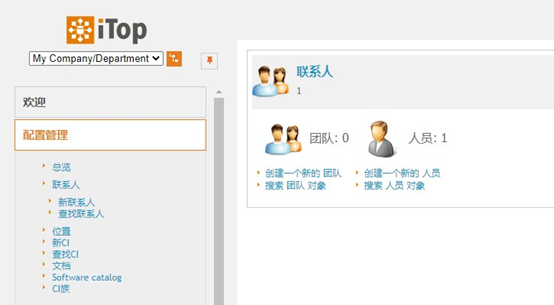 iTop
My Company/Department
欢迎
配置管理
总览
联系人
新联系人
查找联系人
位置
新CI
查找CI
文档
Software catalog
CI族
联系人
1
团队: 0
人员: 1
创建一个新的 团队
搜索 团队 对象
创建一个新的 人员
搜索 人员 对象